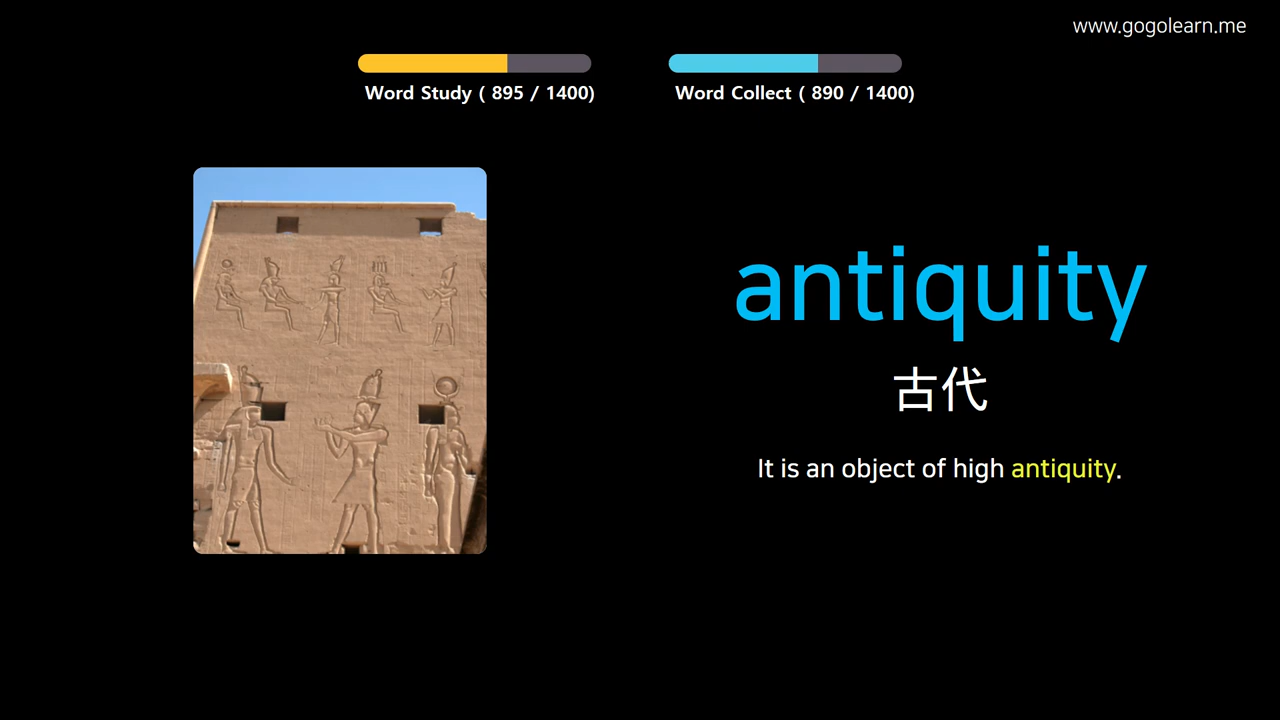 www.gogolearn.me
Word Study ( 895 / 1400)
Word Collect ( 890 / 1400)
antiquity
古代
It is an object of high antiquity.